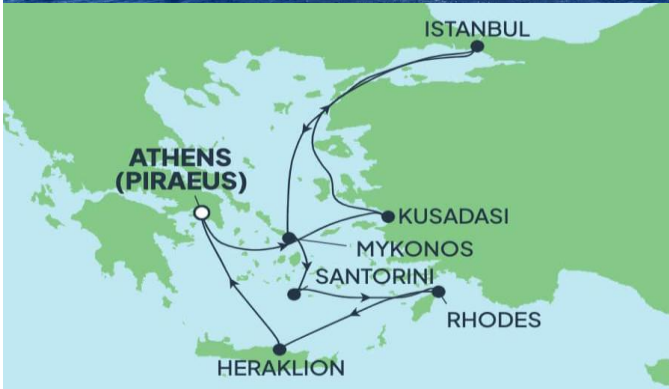 ISTANBUL
ATHENS
(PIRAEUS)
KUSADASI
MYKONOS
SANTORINI
RHODES
HERAKLION